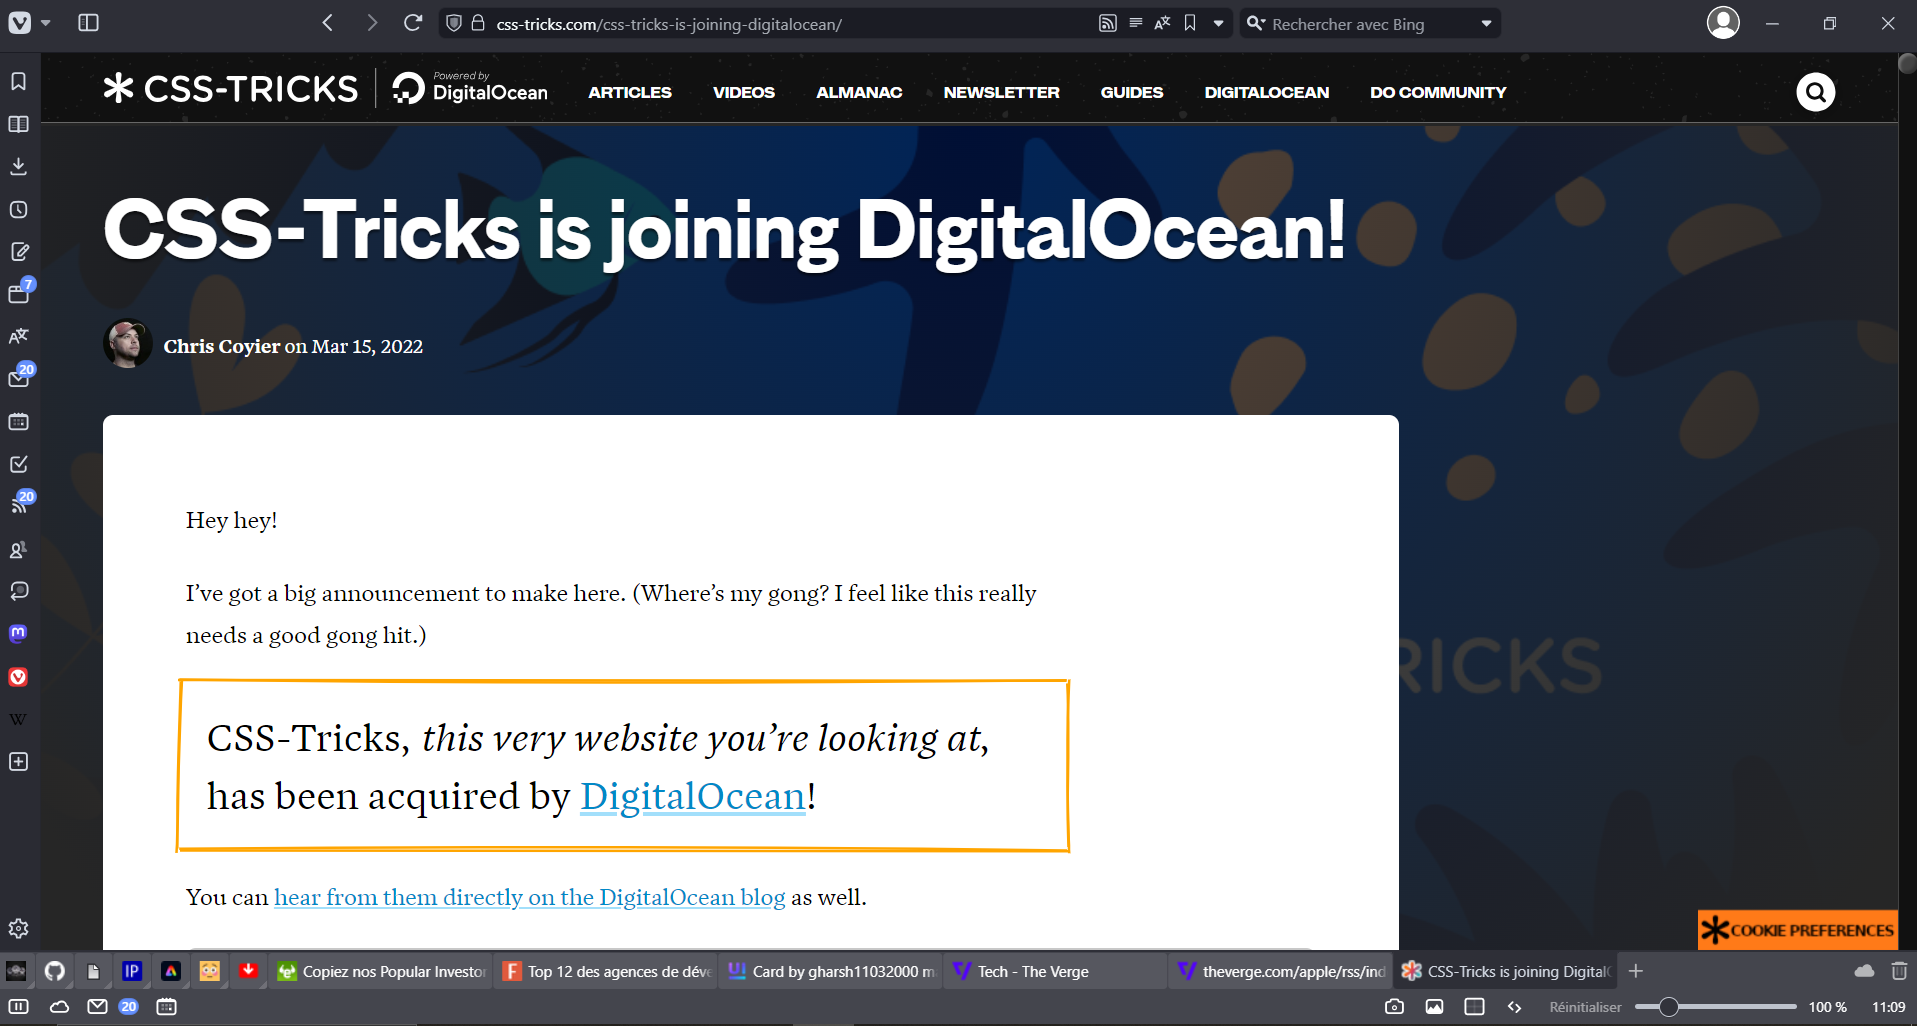 css-tricks.com/css-tricks-is-joining-digitalocean/
Rechercher avec Bing
CSS-TRICKS
Powered by
DigitalOcean
ARTICLES
VIDEOS
ALMANAC
NEWSLETTER
GUIDES
DIGITALOCEAN
DO COMMUNITY
CSS-Tricks is joining DigitalOcean!
Chris Coyier on Mar 15, 2022
Hey hey!
I’ve got a big announcement to make here. (Where’s my gong? I feel like this really
needs a good gong hit.)
CSS-Tricks, this very website you’re looking at,
has been acquired by DigitalOcean!
You can hear from them directly on the DigitalOcean blog as well.
RICKS
COOKIE PREFERENCES
7
20
20
W
IP
Copiez nos Popular Investor
Top 12 des agences de déve
Card by gharsh11032000 m
Tech - The Verge
theverge.com/apple/rss/ind
CSS-Tricks is joining Digital
20
Réinitialiser
100 %
11:09